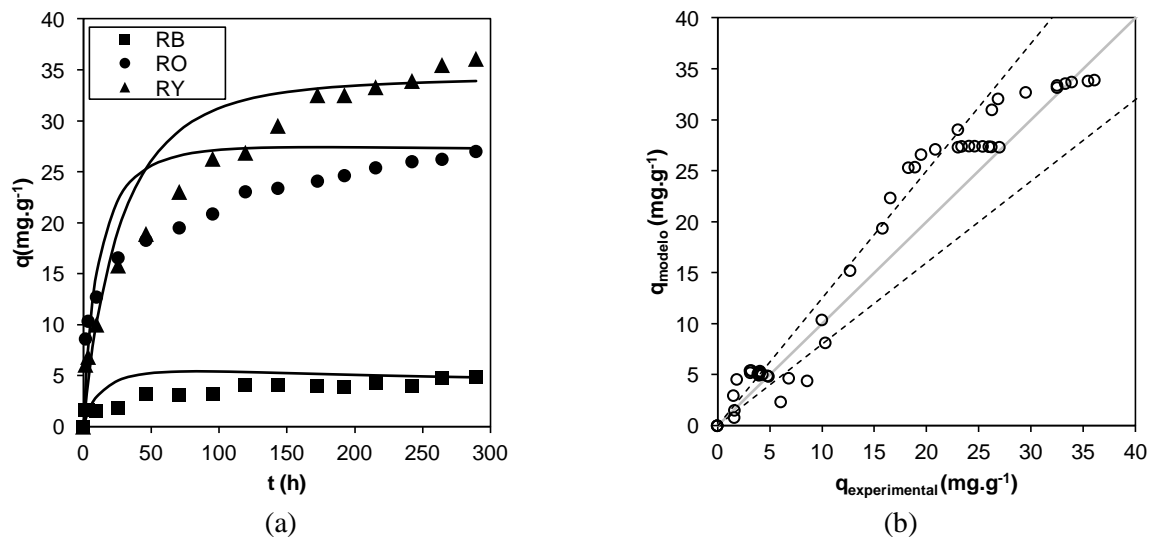 40
35
30
25
20
15
10
5
0
q(mg.g⁻¹)
RB
RO
RY
0 50 100 150 200 250 300
t (h)
(a)
40
35
30
25
20
15
10
5
0
q_modelo (mg.g⁻¹)
0 5 10 15 20 25 30 35 40
q_experimental (mg.g⁻¹)
(b)